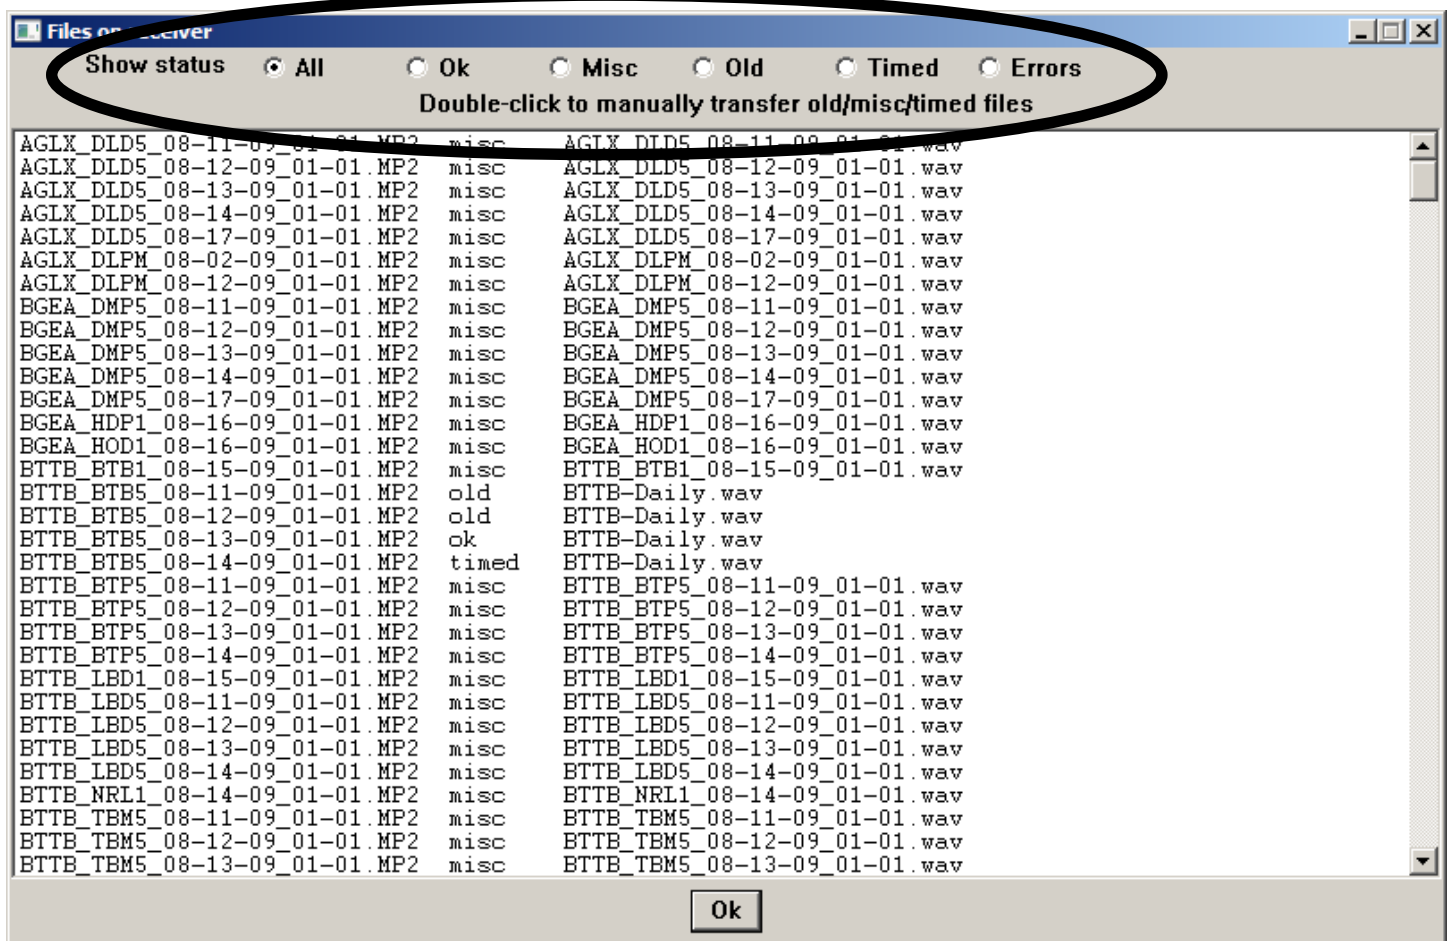 Files on receiver
Show status All Ok Misc Old Timed Errors
Double-click to manually transfer old/misc/timed files
AGLX_DLD5_08-11-09_01-01.MP2 misc AGLX_DLD5_08-11-09_01-01.wav
AGLX_DLD5_08-12-09_01-01.MP2 misc AGLX_DLD5_08-12-09_01-01.wav
AGLX_DLD5_08-13-09_01-01.MP2 misc AGLX_DLD5_08-13-09_01-01.wav
AGLX_DLD5_08-14-09_01-01.MP2 misc AGLX_DLD5_08-14-09_01-01.wav
AGLX_DLD5_08-17-09_01-01.MP2 misc AGLX_DLD5_08-17-09_01-01.wav
AGLX_DLPM_08-02-09_01-01.MP2 misc AGLX_DLPM_08-02-09_01-01.wav
AGLX_DLPM_08-12-09_01-01.MP2 misc AGLX_DLPM_08-12-09_01-01.wav
BGEA_DMP5_08-11-09_01-01.MP2 misc BGEA_DMP5_08-11-09_01-01.wav
BGEA_DMP5_08-12-09_01-01.MP2 misc BGEA_DMP5_08-12-09_01-01.wav
BGEA_DMP5_08-13-09_01-01.MP2 misc BGEA_DMP5_08-13-09_01-01.wav
BGEA_DMP5_08-14-09_01-01.MP2 misc BGEA_DMP5_08-14-09_01-01.wav
BGEA_DMP5_08-17-09_01-01.MP2 misc BGEA_DMP5_08-17-09_01-01.wav
BGEA_HDP1_08-16-09_01-01.MP2 misc BGEA_HDP1_08-16-09_01-01.wav
BGEA_HOD1_08-16-09_01-01.MP2 misc BGEA_HOD1_08-16-09_01-01.wav
BTTB_BTB1_08-15-09_01-01.MP2 misc BTTB_BTB1_08-15-09_01-01.wav
BTTB_BTB5_08-11-09_01-01.MP2 old BTTB-Daily.wav
BTTB_BTB5_08-12-09_01-01.MP2 old BTTB-Daily.wav
BTTB_BTB5_08-13-09_01-01.MP2 ok BTTB-Daily.wav
BTTB_BTB5_08-14-09_01-01.MP2 timed BTTB-Daily.wav
BTTB_BTP5_08-11-09_01-01.MP2 misc BTTB_BTP5_08-11-09_01-01.wav
BTTB_BTP5_08-12-09_01-01.MP2 misc BTTB_BTP5_08-12-09_01-01.wav
BTTB_BTP5_08-13-09_01-01.MP2 misc BTTB_BTP5_08-13-09_01-01.wav
BTTB_BTP5_08-14-09_01-01.MP2 misc BTTB_BTP5_08-14-09_01-01.wav
BTTB_LBD1_08-15-09_01-01.MP2 misc BTTB_LBD1_08-15-09_01-01.wav
BTTB_LBD5_08-11-09_01-01.MP2 misc BTTB_LBD5_08-11-09_01-01.wav
BTTB_LBD5_08-12-09_01-01.MP2 misc BTTB_LBD5_08-12-09_01-01.wav
BTTB_LBD5_08-13-09_01-01.MP2 misc BTTB_LBD5_08-13-09_01-01.wav
BTTB_LBD5_08-14-09_01-01.MP2 misc BTTB_LBD5_08-14-09_01-01.wav
BTTB_NRL1_08-14-09_01-01.MP2 misc BTTB_NRL1_08-14-09_01-01.wav
BTTB_TBM5_08-11-09_01-01.MP2 misc BTTB_TBM5_08-11-09_01-01.wav
BTTB_TBM5_08-12-09_01-01.MP2 misc BTTB_TBM5_08-12-09_01-01.wav
BTTB_TBM5_08-13-09_01-01.MP2 misc BTTB_TBM5_08-13-09_01-01.wav
Ok